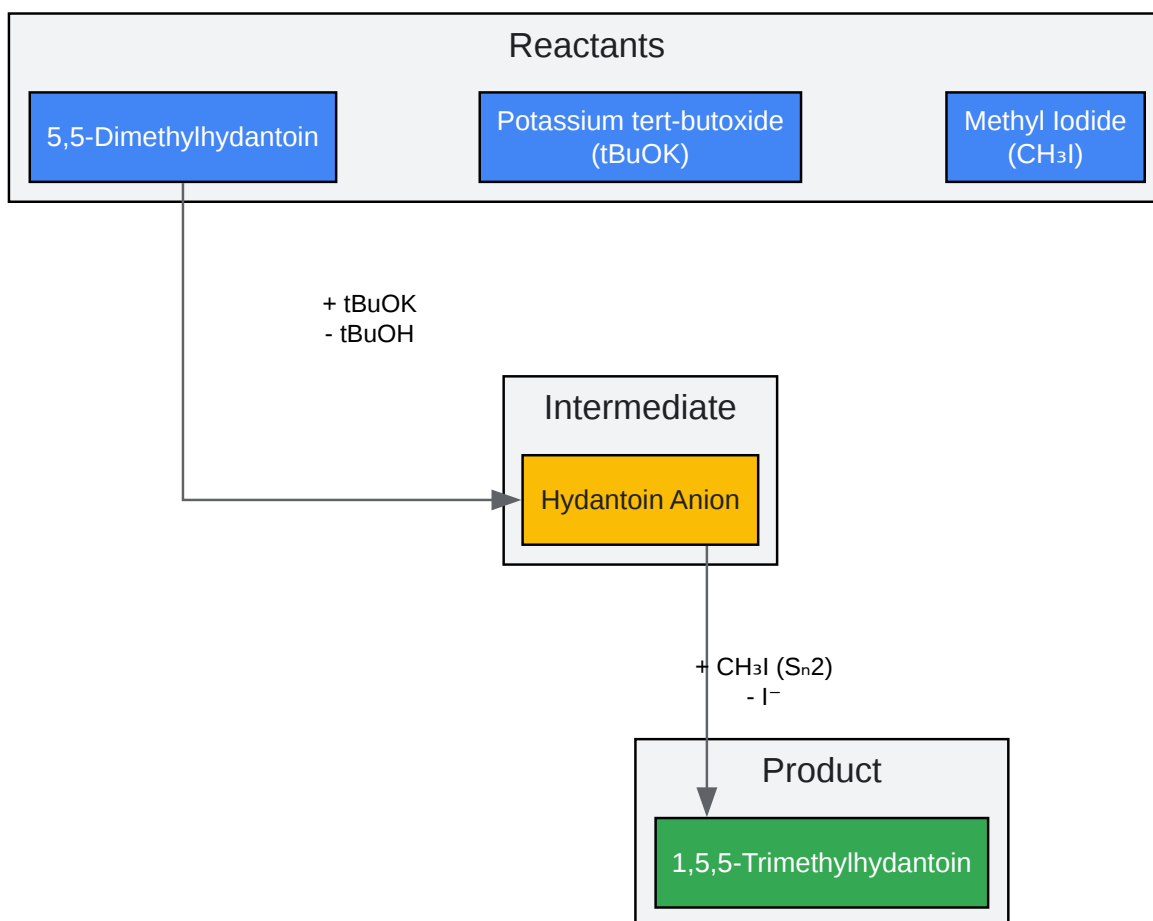 Reactants
5,5-Dimethylhydantoin
Potassium tert-butoxide
(tBuOK)
Methyl Iodide
(CH₃I)
+ tBuOK
- tBuOH
Intermediate
Hydantoin Anion
+ CH₃I (Sₙ2)
- I⁻
Product
1,5,5-Trimethylhydantoin